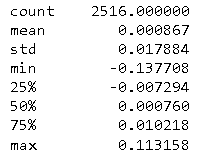 count 2516.000000
mean 0.000867
std 0.017884
min -0.137708
25% -0.007294
50% 0.000760
75% 0.010218
max 0.113158